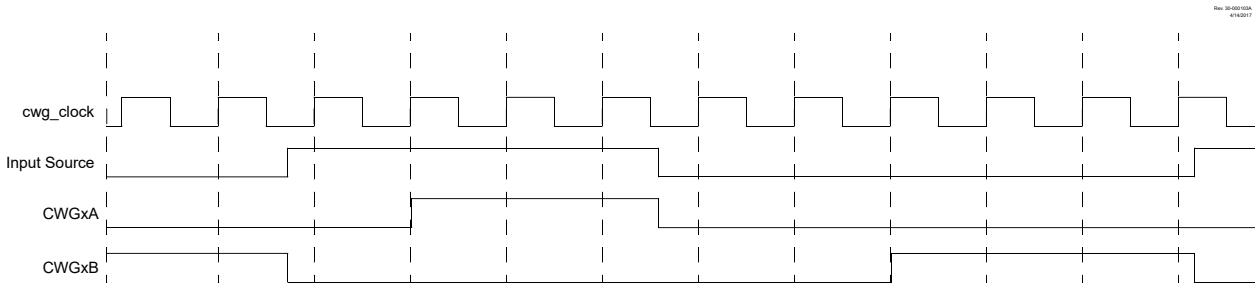 Rev. 30-000103A
4/14/2017
cwg_clock
Input Source
CWGxA
CWGxB